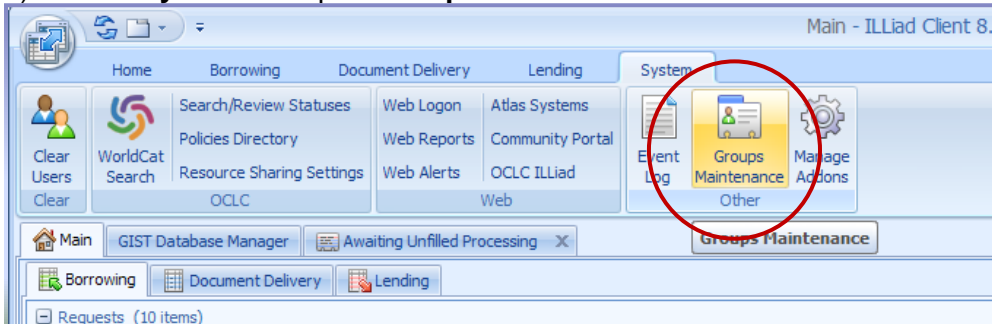 Main - ILLiad Client 8.
Home Borrowing Document Delivery Lending System
Search/Review Statuses Web Logon Atlas Systems
Policies Directory Web Reports Community Portal
Resource Sharing Settings Web Alerts OCLC ILLiad
Clear Users
WorldCat Search
Event Log
Groups Maintenance
Manage Addons
Clear OCLC Web Other
Main GIST Database Manager Awaiting Unfilled Processing X
Groups Maintenance
Borrowing Document Delivery Lending
Requests (10 items)